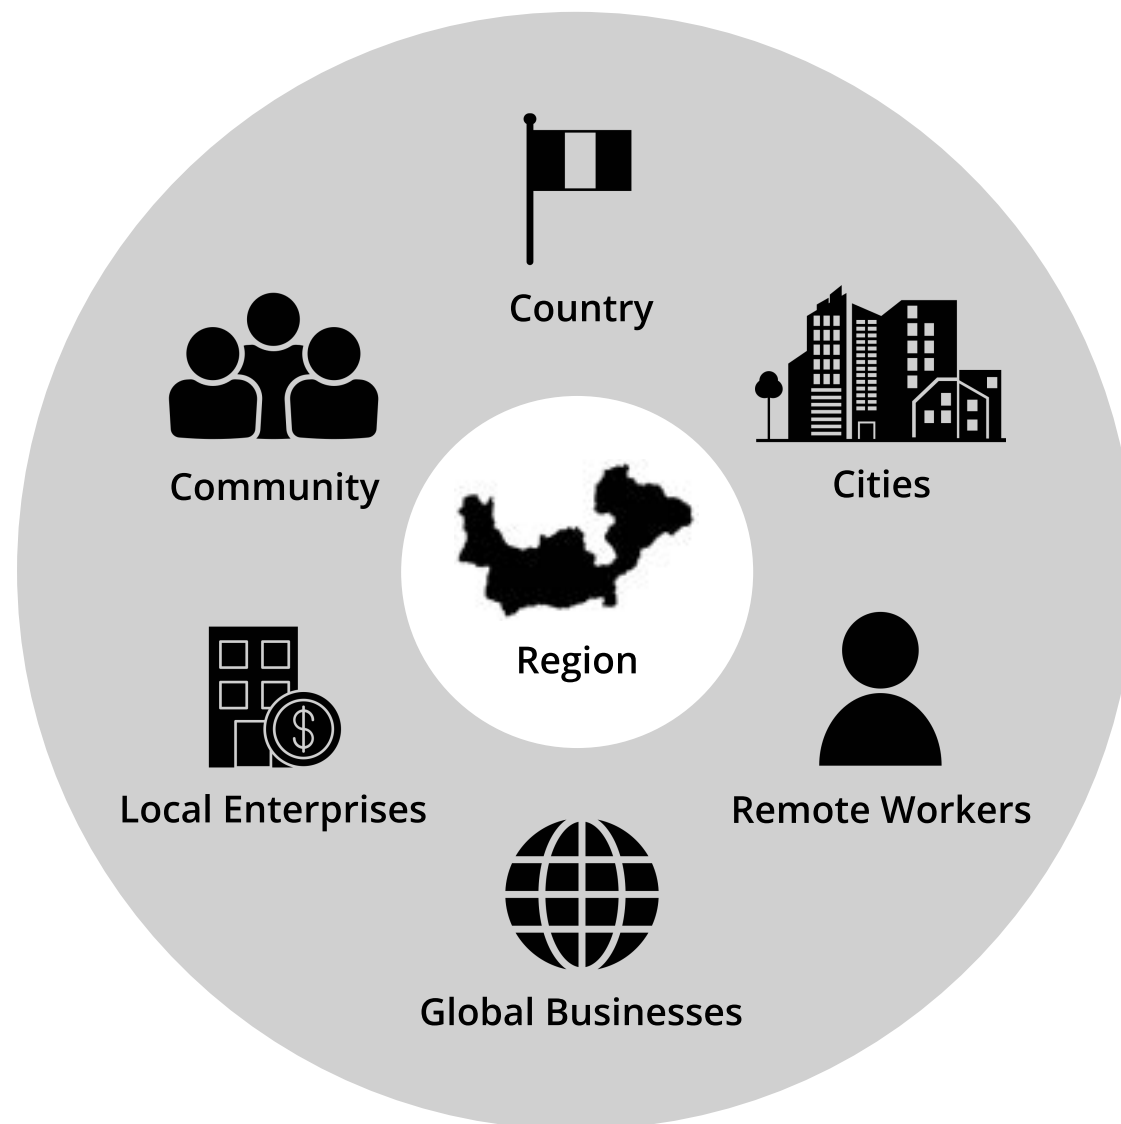 Country
Community
Cities
Region
Local Enterprises
Remote Workers
Global Businesses